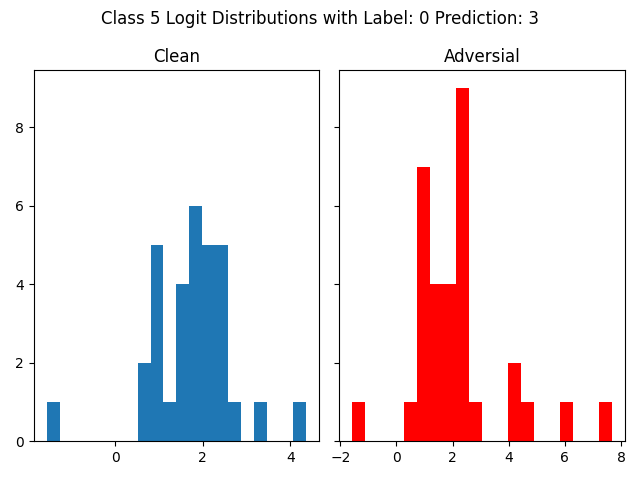 Class 5 Logit Distributions with Label: 0 Prediction: 3
Clean
Adversial
8
6
4
2
0
0 2 4
−2 0 2 4 6 8